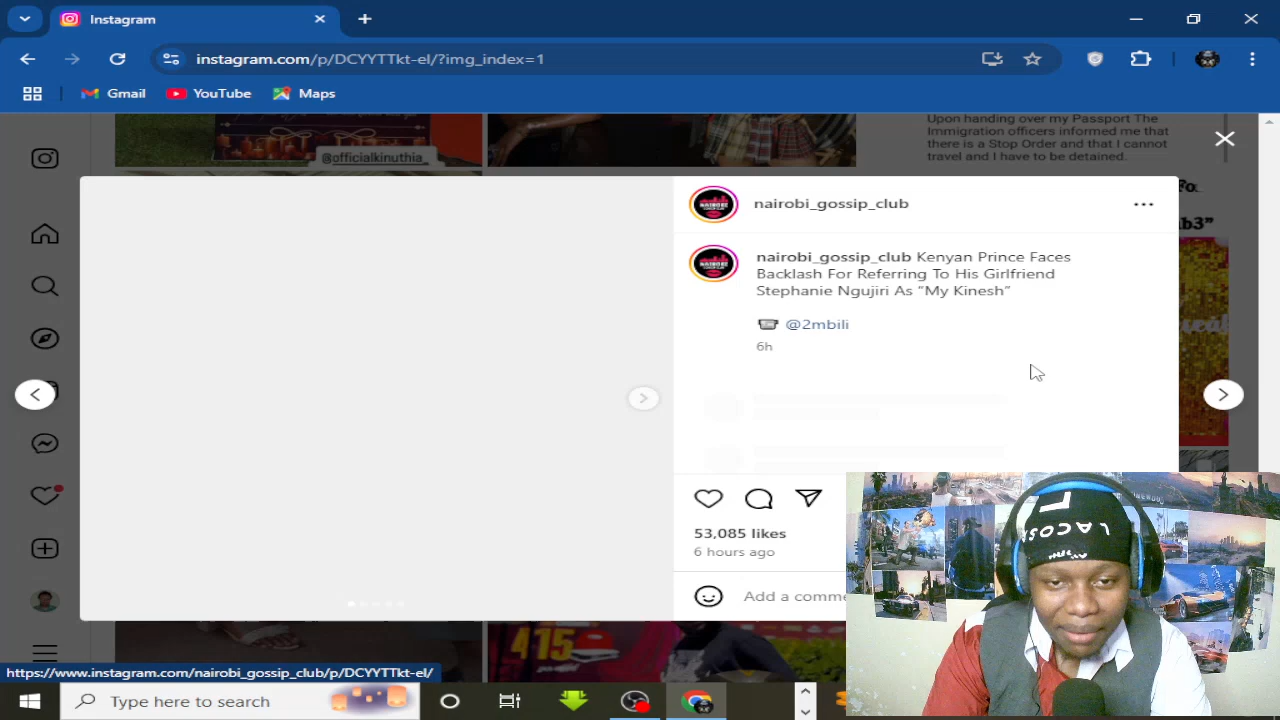 Instagram
instagram.com/p/DCYYTTkt-el/?img_index=1
Gmail
YouTube
Maps
@officialkinuthia_
Upon handing over my Passport The
Immigration officers informed me that
there is a Stop Order and that I cannot
travel and I have to be detained.
nairobi_gossip_club
nairobi_gossip_club Kenyan Prince Faces
Backlash For Referring To His Girlfriend
Stephanie Ngujiri As “My Kinesh”
@2mbili
6h
53,085 likes
6 hours ago
Add a comme
415
LACOS
https://www.instagram.com/nairobi_gossip_club/p/DCYYTTkt-el/
Type here to search